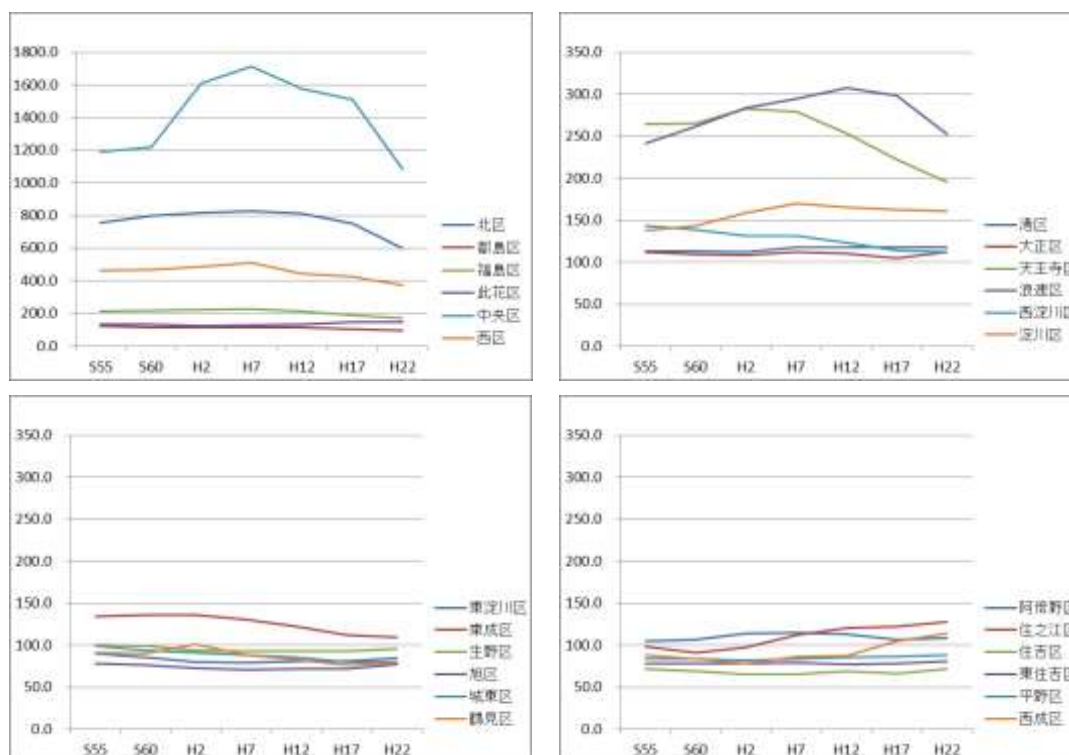 1800.0
1600.0
1400.0
1200.0
1000.0
800.0
600.0
400.0
200.0
0.0
S55 S60 H2 H7 H12 H17 H22
北区
都島区
福島区
此花区
中央区
西区
350.0
300.0
250.0
200.0
150.0
100.0
50.0
0.0
S55 S60 H2 H7 H12 H17 H22
港区
大正区
天王寺区
浪速区
西淀川区
淀川区
350.0
300.0
250.0
200.0
150.0
100.0
50.0
0.0
S55 S60 H2 H7 H12 H17 H22
東淀川区
東成区
生野区
旭区
城東区
鶴見区
350.0
300.0
250.0
200.0
150.0
100.0
50.0
0.0
S55 S60 H2 H7 H12 H17 H22
阿倍野区
住之江区
住吉区
東住吉区
平野区
西成区